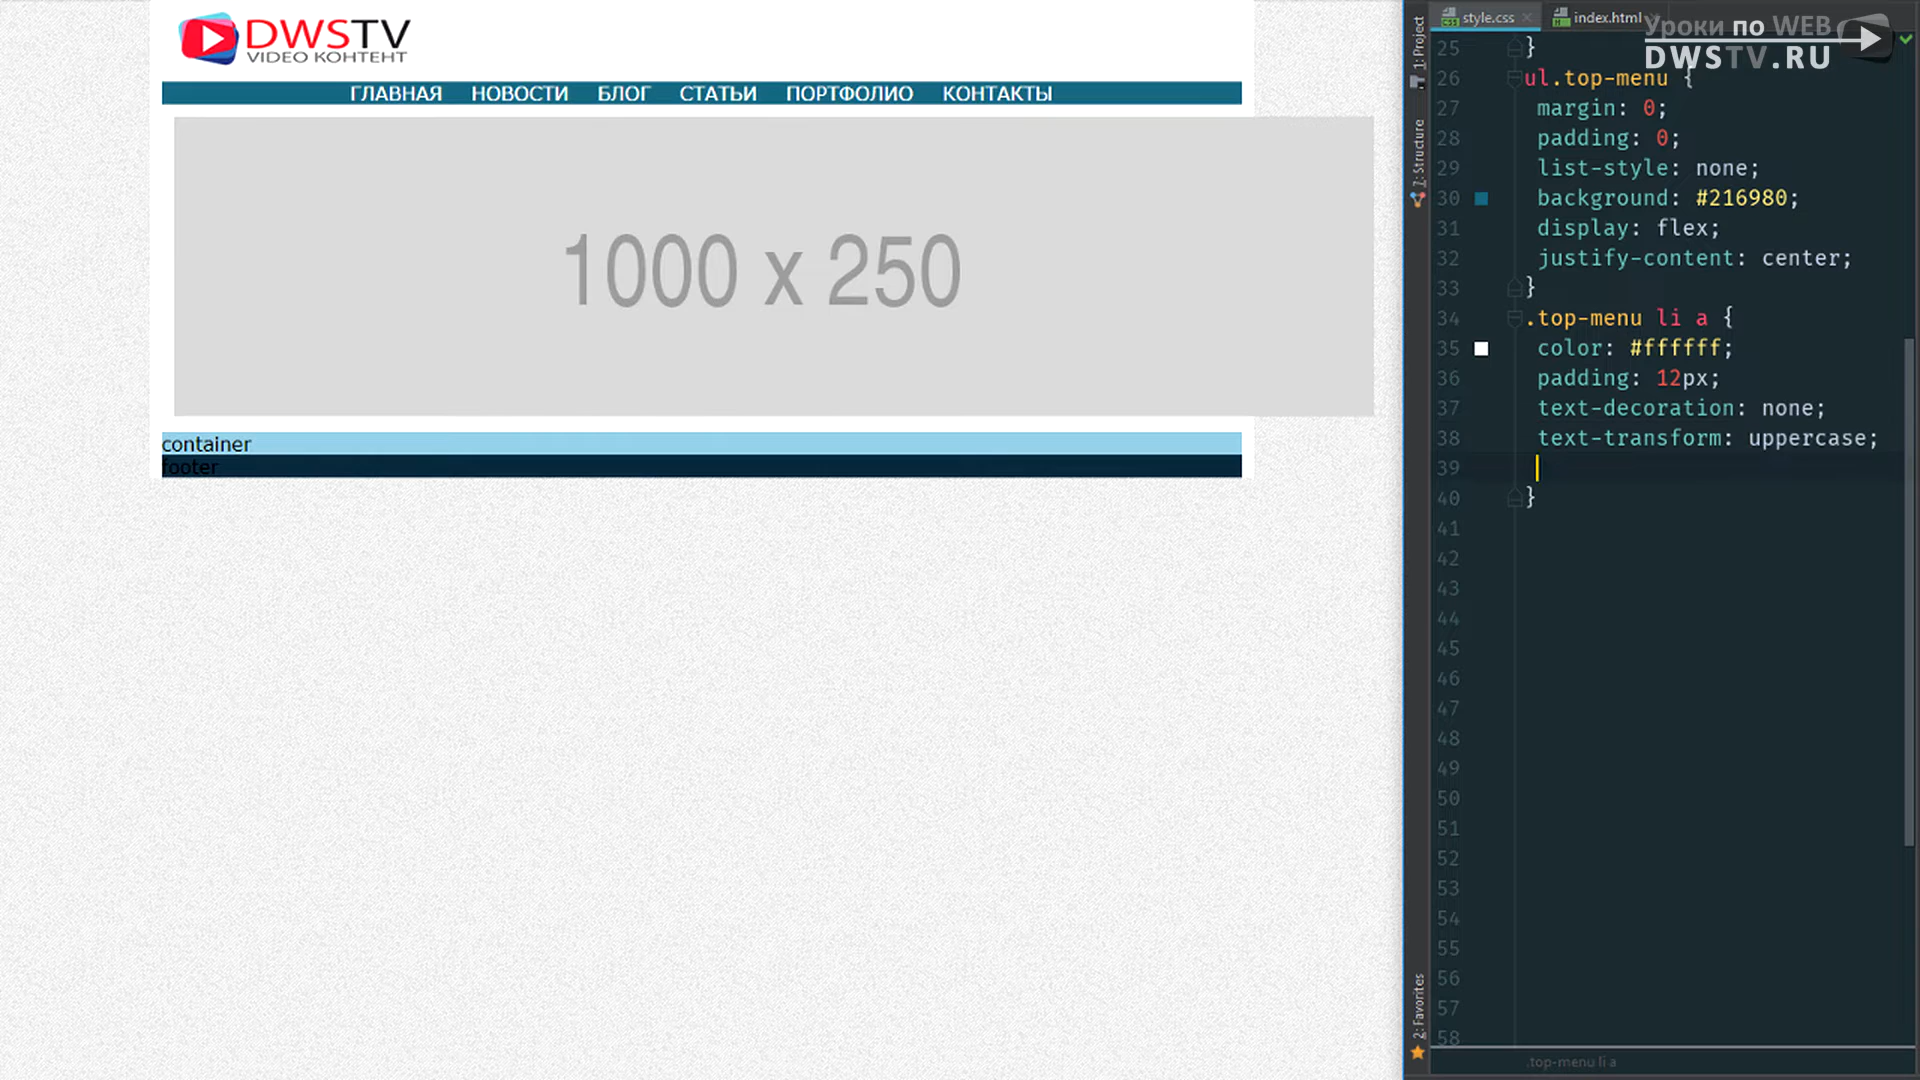 DWSTV
VIDEO КОНТЕНТ
ГЛАВНАЯ НОВОСТИ БЛОГ СТАТЬИ ПОРТФОЛИО КОНТАКТЫ
1000 x 250
container
footer
1: Project
7: Structure
2: Favorites
style.css index.html
Уроки по WEB
DWSTV.RU
25 }
26 ul.top-menu {
27 margin: 0;
28 padding: 0;
29 list-style: none;
30 background: #216980;
31 display: flex;
32 justify-content: center;
33 }
34 .top-menu li a {
35 color: #ffffff;
36 padding: 12px;
37 text-decoration: none;
38 text-transform: uppercase;
39
40 }
41
42
43
44
45
46
47
48
49
50
51
52
53
54
55
56
57
58
.top-menu li a